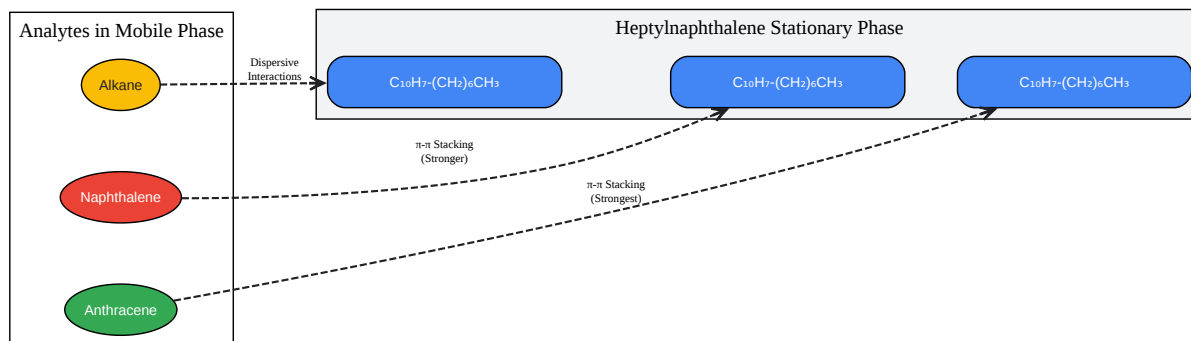 Analytes in Mobile Phase
Heptylnaphthalene Stationary Phase
Alkane
Dispersive
Interactions
C₁₀H₇-(CH₂)₆CH₃
C₁₀H₇-(CH₂)₆CH₃
C₁₀H₇-(CH₂)₆CH₃
π-π Stacking
(Stronger)
Naphthalene
π-π Stacking
(Strongest)
Anthracene